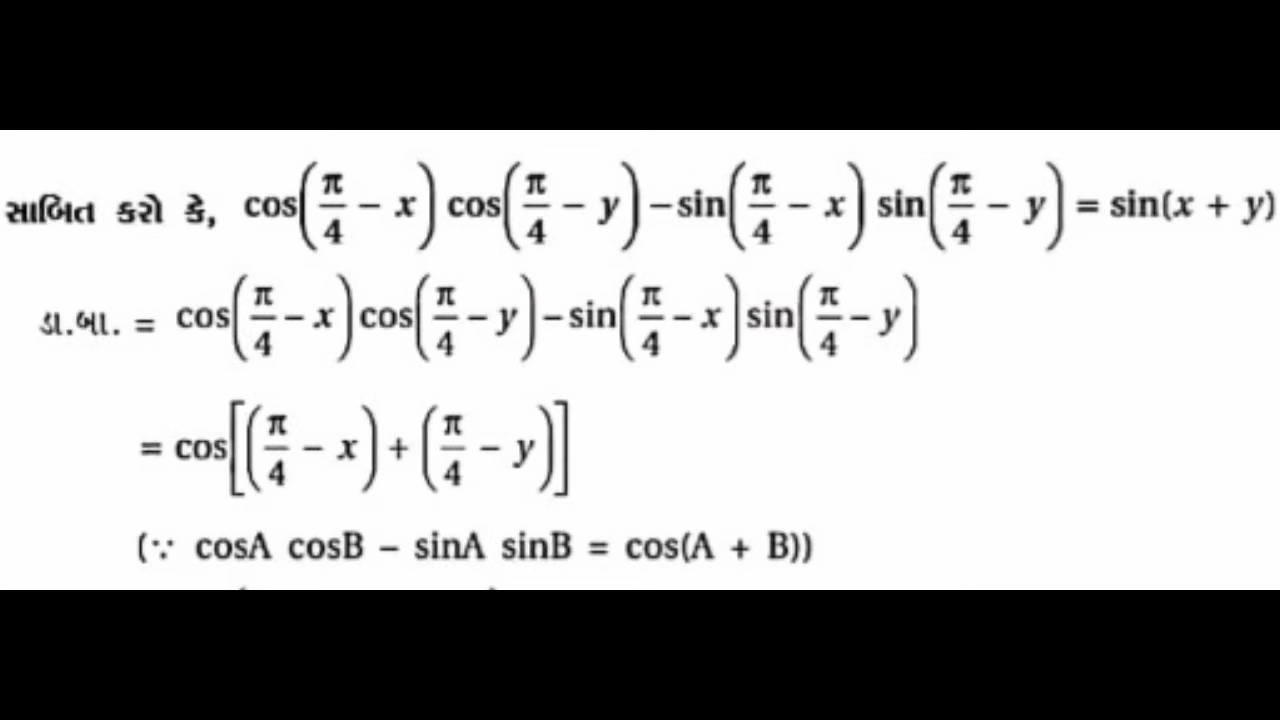 સાબિત કરો કે, cos(π/4 − x) cos(π/4 − y) − sin(π/4 − x) sin(π/4 − y) = sin(x + y)
ડા.બા. = cos(π/4 − x) cos(π/4 − y) − sin(π/4 − x) sin(π/4 − y)
= cos[(π/4 − x) + (π/4 − y)]
(∵ cosA cosB − sinA sinB = cos(A + B))